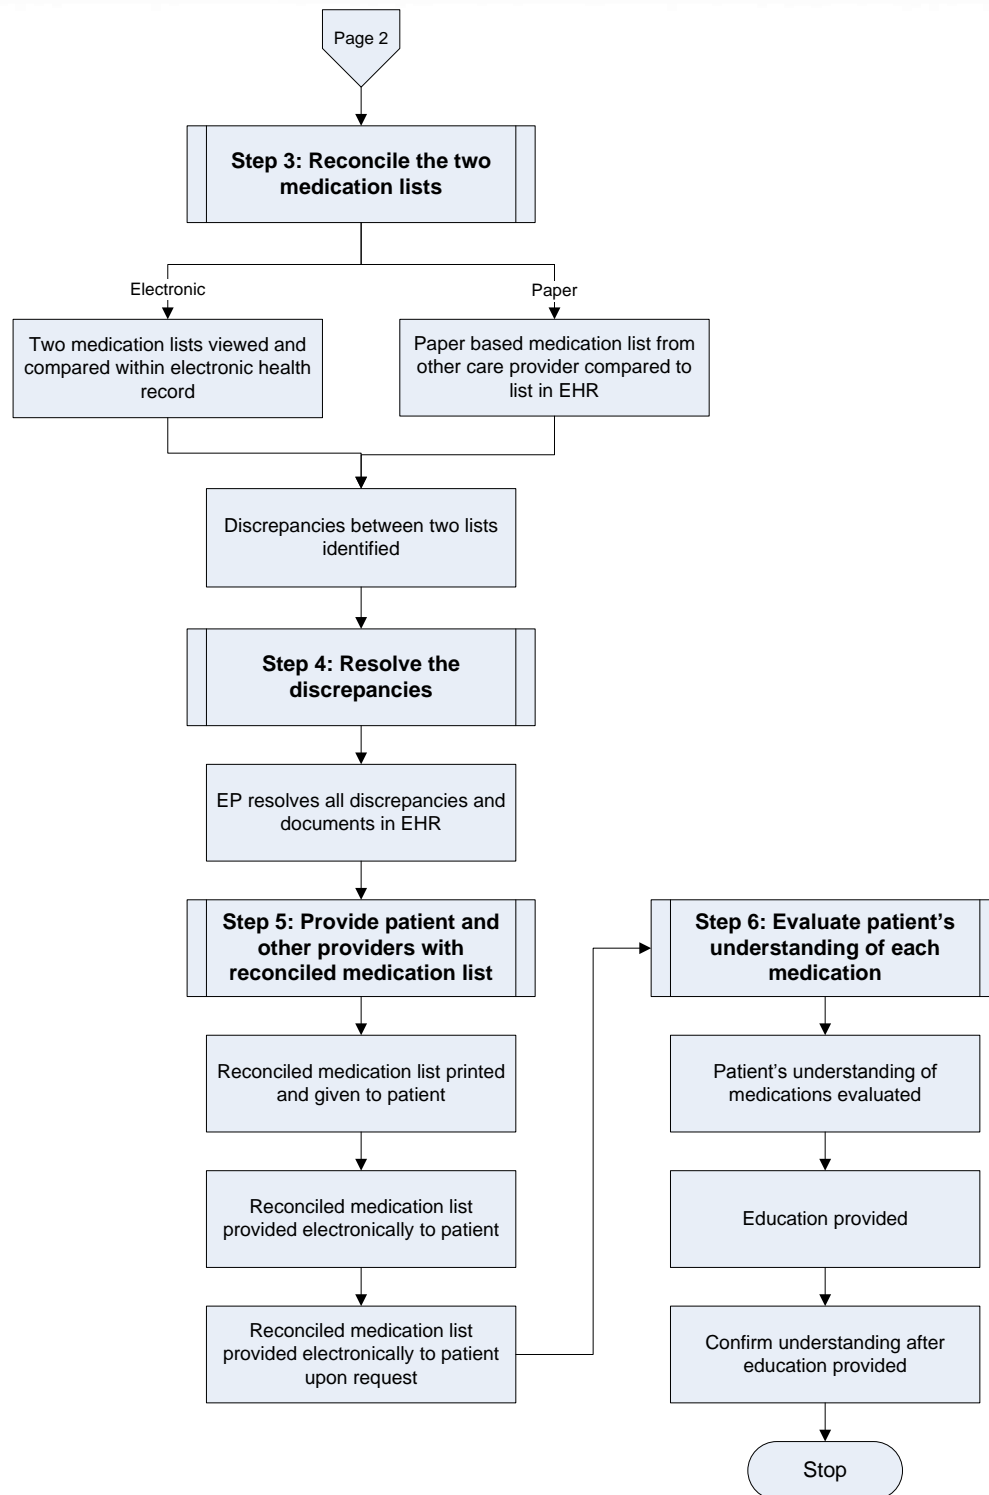 Page 2
Step 3: Reconcile the two
medication lists
Electronic
Paper
Two medication lists viewed and
compared within electronic health
record
Paper based medication list from
other care provider compared to
list in EHR
Discrepancies between two lists
identified
Step 4: Resolve the
discrepancies
EP resolves all discrepancies and
documents in EHR
Step 5: Provide patient and
other providers with
reconciled medication list
Reconciled medication list printed
and given to patient
Reconciled medication list
provided electronically to patient
Reconciled medication list
provided electronically to patient
upon request
Step 6: Evaluate patient’s
understanding of each
medication
Patient’s understanding of
medications evaluated
Education provided
Confirm understanding after
education provided
Stop